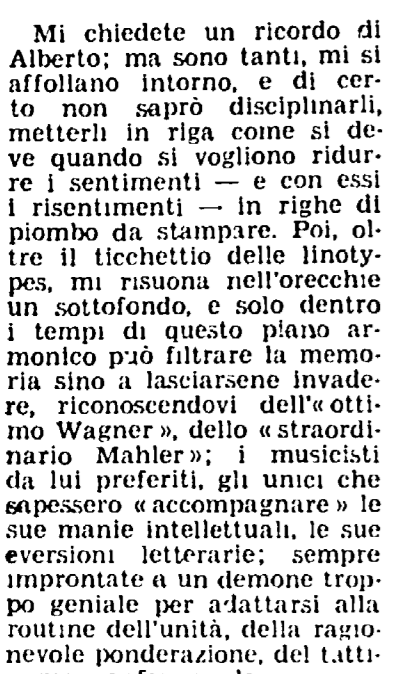 Mi chiedete un ricordo di
Alberto; ma sono tanti, mi si
affollano intorno, e di cer-
to non saprò disciplinarli,
metterli in riga come si de-
ve quando si vogliono ridur-
re i sentimenti — e con essi
i risentimenti — in righe di
piombo da stampare. Poi, ol-
tre il ticchettio delle linoty-
pes, mi risuona nell'orecchie
un sottofondo, e solo dentro
i tempi di questo piano ar-
monico può filtrare la memo-
ria sino a lasciarsene invade-
re, riconoscendovi dell'«otti-
mo Wagner», dello «straordi-
nario Mahler»; i musicisti
da lui preferiti, gli unici che
sapessero «accompagnare» le
sue manie intellettuali, le sue
eversioni letterarie; sempre
improntate a un demone trop-
po geniale per adattarsi alla
routine dell'unità, della ragio-
nevole ponderazione, del tatti-